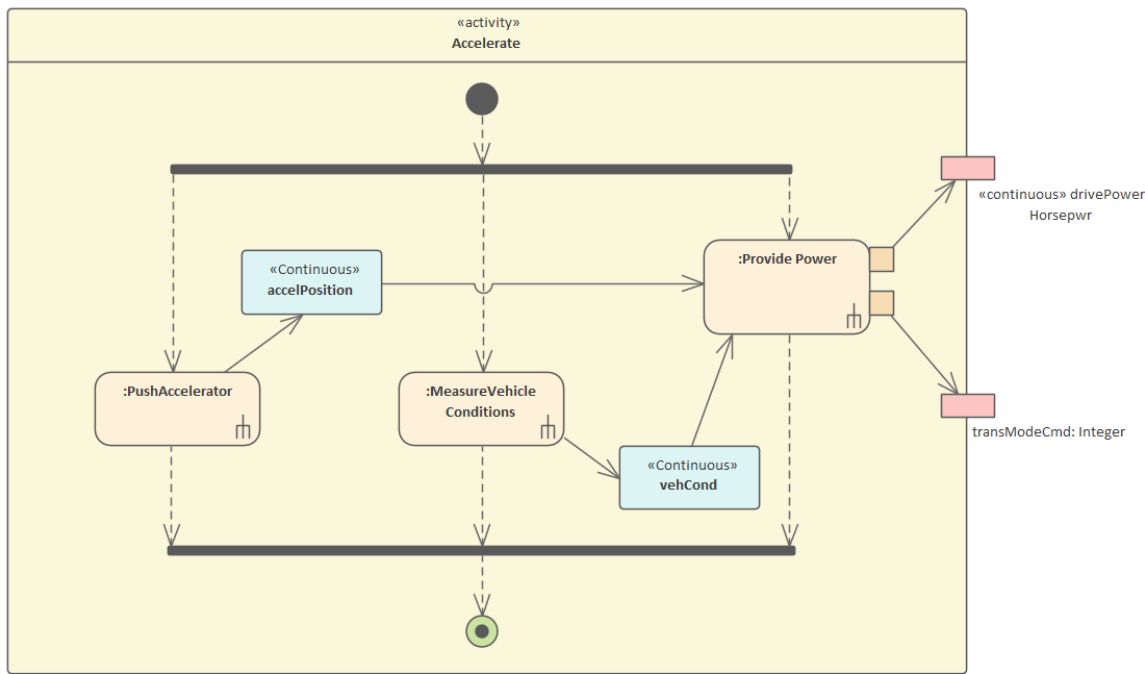 «activity»
Accelerate
«continuous» drivePower
Horsepwr
:Provide Power
«Continuous»
accelPosition
:PushAccelerator
:MeasureVehicle
Conditions
transModeCmd: Integer
«Continuous»
vehCond